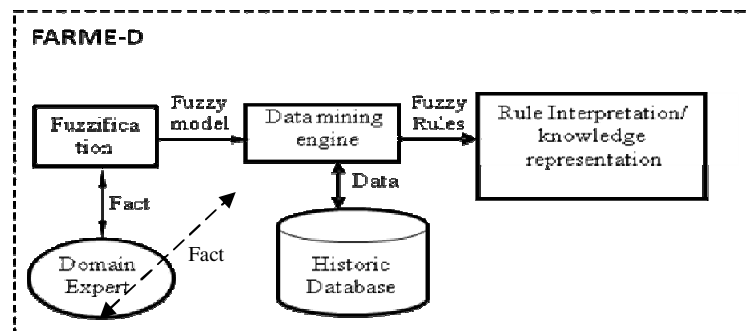 FARME-D
Fuzzifica
tion
Fuzzy
model
Data mining
engine
Fuzzy
Rules
Rule Interpretation/
knowledge
representation
Fact
Data
Fact
Domain
Expert
Historic
Database